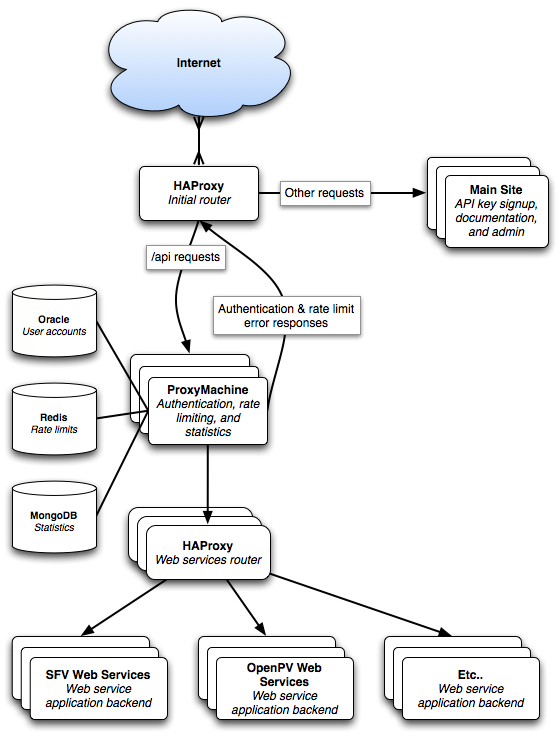 Internet
HAProxy
Initial router
Other requests
Main Site
API key signup,
documentation,
and admin
/api requests
Authentication & rate limit
error responses
Oracle
User accounts
Redis
Rate limits
MongoDB
Statistics
ProxyMachine
Authentication, rate
limiting, and
statistics
HAProxy
Web services router
SFV Web Services
Web service
application backend
OpenPV Web
Services
Web service
application backend
Etc..
Web service
application backend